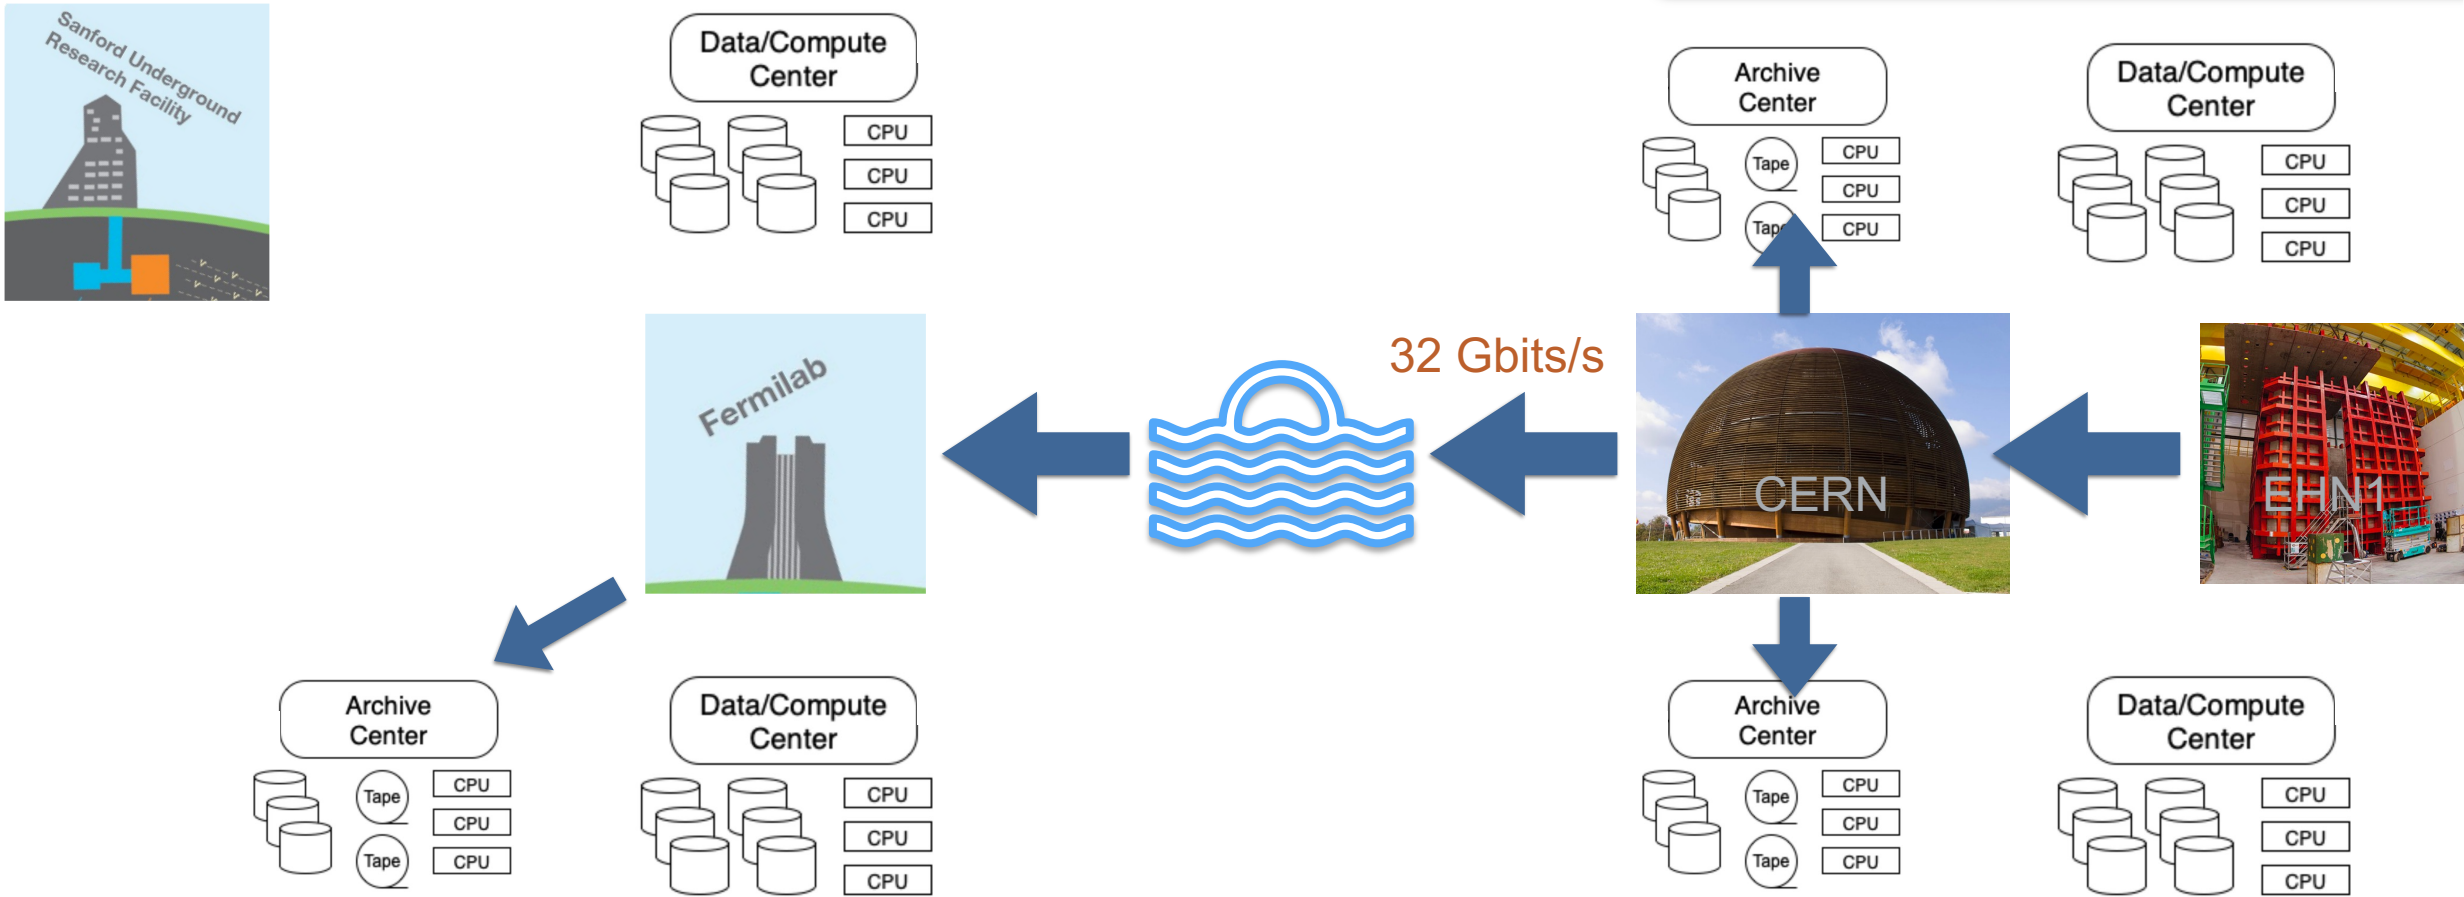 Sanford Underground
Research Facility
Data/Compute
Center
CPU
CPU
CPU
Archive
Center
Tape
Tape
CPU
CPU
CPU
Data/Compute
Center
CPU
CPU
CPU
Fermilab
32 Gbits/s
CERN
EHN1
Archive
Center
Tape
Tape
CPU
CPU
CPU
Data/Compute
Center
CPU
CPU
CPU
Archive
Center
Tape
Tape
CPU
CPU
CPU
Data/Compute
Center
CPU
CPU
CPU